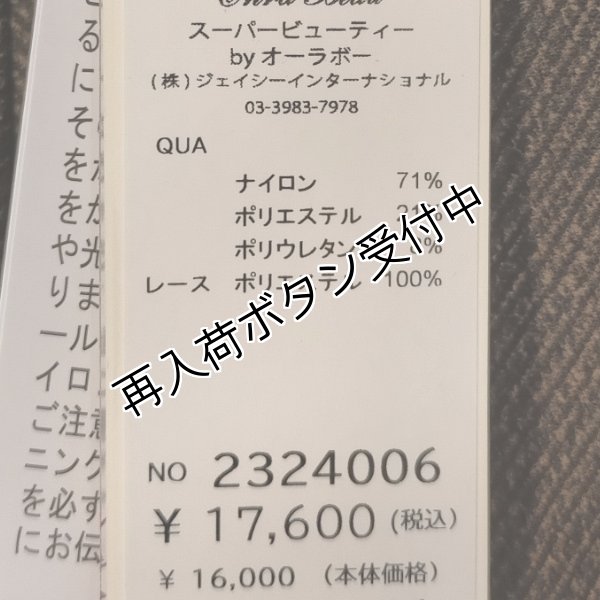 スーパービューティー
by オーラボー
(株)ジェイシーインターナショナル
03-3983-7978
QUA
ナイロン 71%
ポリエステル 21%
ポリウレタン 8%
レース ポリエステル 100%
再入荷ボタン受付中
NO 2324006
¥ 17,600 (税込)
¥ 16,000 (本体価格)
る
に
そ
をか
をか
や光
りま
ール
イロ
ご注意
ニング
を必ず
にお伝